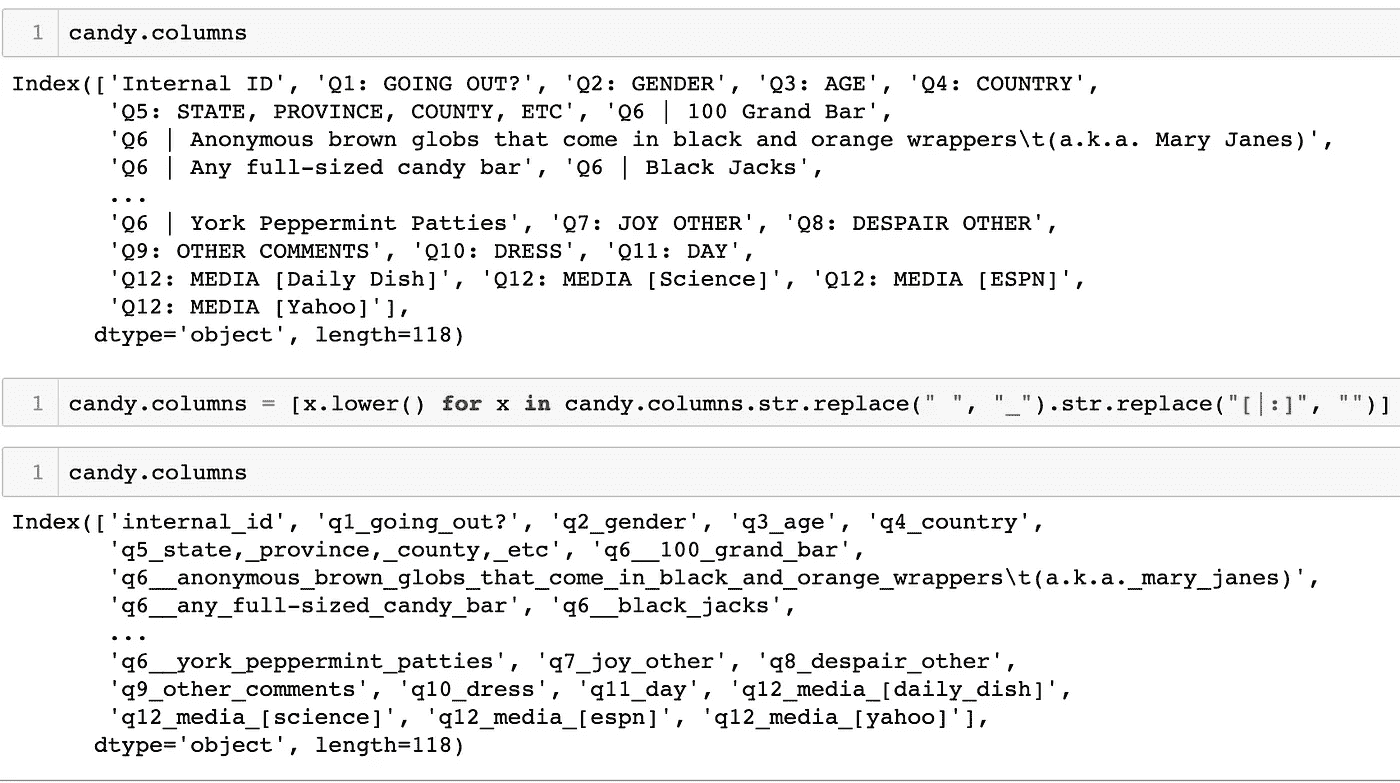 1 candy.columns
Index(['Internal ID', 'Q1: GOING OUT?', 'Q2: GENDER', 'Q3: AGE', 'Q4: COUNTRY',
'Q5: STATE, PROVINCE, COUNTY, ETC', 'Q6 | 100 Grand Bar',
'Q6 | Anonymous brown globs that come in black and orange wrappers\t(a.k.a. Mary Janes)',
'Q6 | Any full-sized candy bar', 'Q6 | Black Jacks',
...
'Q6 | York Peppermint Patties', 'Q7: JOY OTHER', 'Q8: DESPAIR OTHER',
'Q9: OTHER COMMENTS', 'Q10: DRESS', 'Q11: DAY',
'Q12: MEDIA [Daily Dish]', 'Q12: MEDIA [Science]', 'Q12: MEDIA [ESPN]',
'Q12: MEDIA [Yahoo]'],
dtype='object', length=118)
1 candy.columns = [x.lower() for x in candy.columns.str.replace(" ", "_").str.replace("[|:]", "")]
1 candy.columns
Index(['internal_id', 'q1_going_out?', 'q2_gender', 'q3_age', 'q4_country',
'q5_state,_province,_county,_etc', 'q6__100_grand_bar',
'q6__anonymous_brown_globs_that_come_in_black_and_orange_wrappers\t(a.k.a._mary_janes)',
'q6__any_full-sized_candy_bar', 'q6__black_jacks',
...
'q6__york_peppermint_patties', 'q7_joy_other', 'q8_despair_other',
'q9_other_comments', 'q10_dress', 'q11_day', 'q12_media_[daily_dish]',
'q12_media_[science]', 'q12_media_[espn]', 'q12_media_[yahoo]'],
dtype='object', length=118)